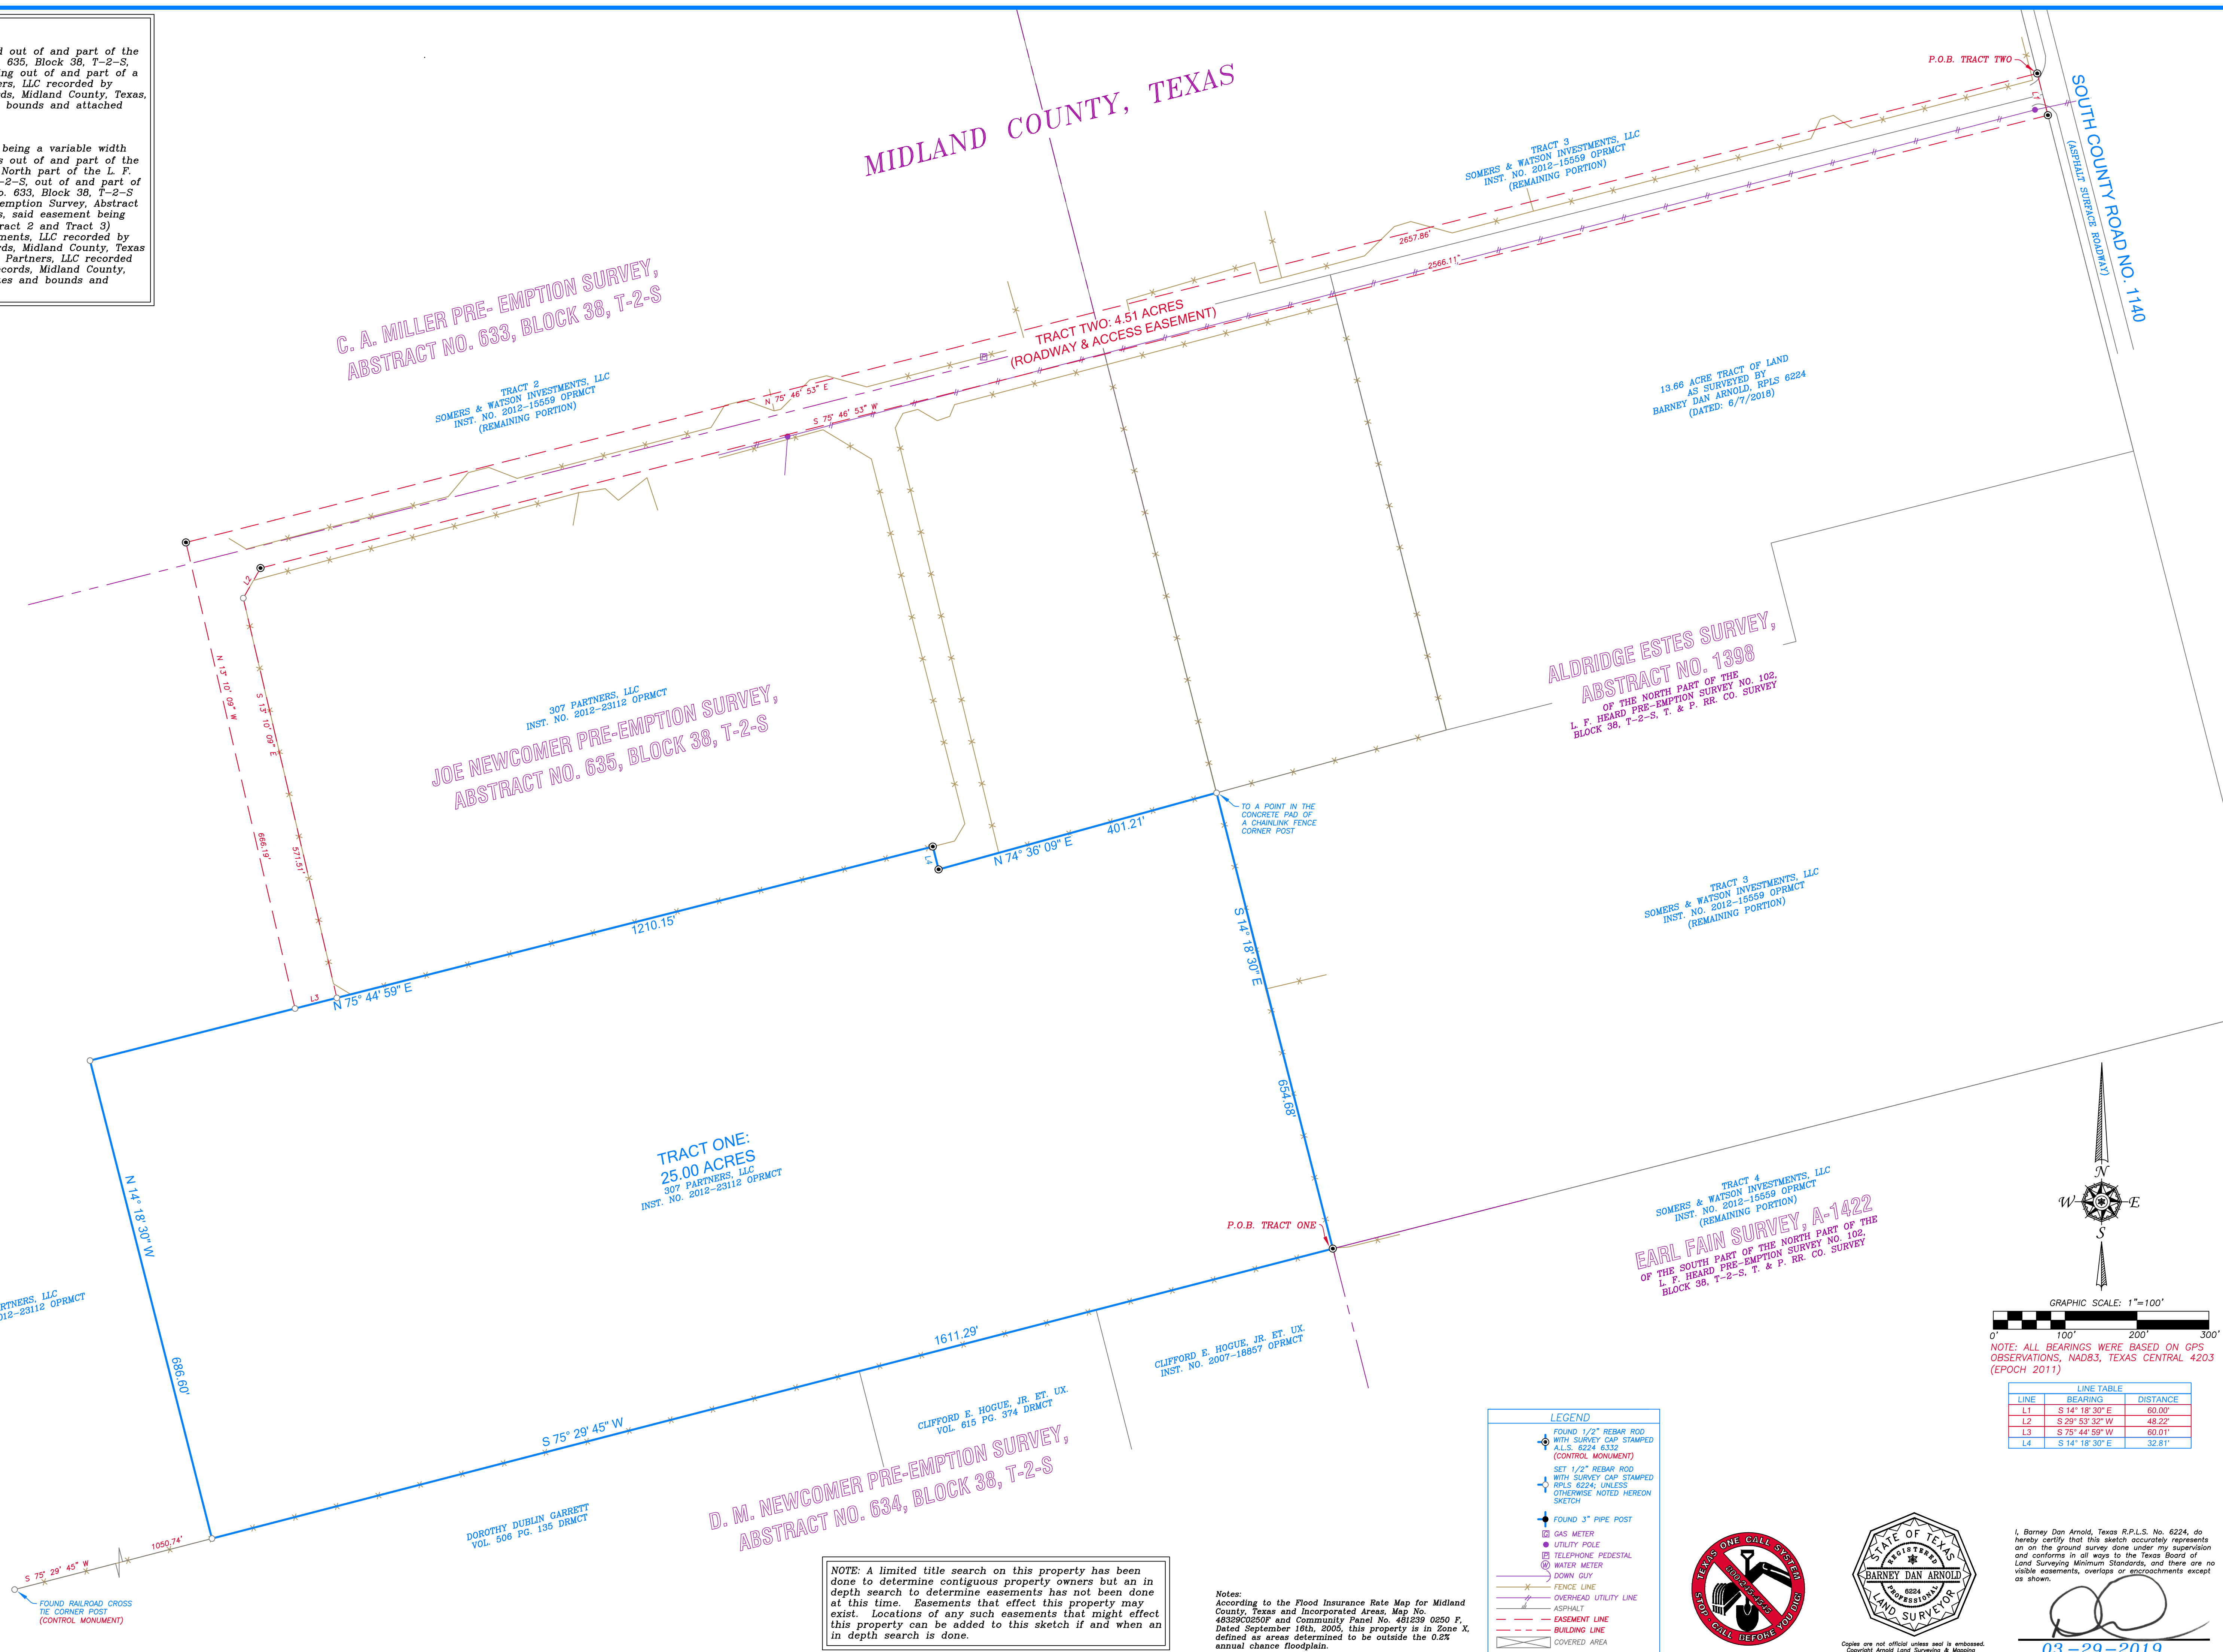 d out of and part of the
635, Block 38, T-2-S,
ing out of and part of a
ers, LLC recorded by
ds, Midland County, Texas,
bounds and attached
being a variable width
s out of and part of the
North part of the L. F.
-2-S, out of and part of
o. 633, Block 38, T-2-S
emption Survey, Abstract
s, said easement being
ract 2 and Tract 3)
ments, LLC recorded by
rds, Midland County, Texas
Partners, LLC recorded
cords, Midland County,
tes and bounds and
MIDLAND COUNTY, TEXAS
P.O.B. TRACT TWO
L1
SOUTH COUNTY ROAD NO. 1140
(ASPHALT SURFACE ROADWAY)
TRACT 3
SOMERS & WATSON INVESTMENTS, LLC
INST. NO. 2012-15559 OPRMCT
(REMAINING PORTION)
2657.86'
2566.11'
C. A. MILLER PRE- EMPTION SURVEY,
ABSTRACT NO. 633, BLOCK 38, T-2-S
TRACT TWO: 4.51 ACRES
(ROADWAY & ACCESS EASEMENT)
TRACT 2
SOMERS & WATSON INVESTMENTS, LLC
INST. NO. 2012-15559 OPRMCT
(REMAINING PORTION)
P
N 75° 46' 53" E
S 75° 46' 53" W
13.66 ACRE TRACT OF LAND
AS SURVEYED BY
BARNEY DAN ARNOLD, RPLS 6224
(DATED: 6/7/2018)
L2
N 13° 10' 09" W
S 13° 10' 09" E
666.19'
571.51'
307 PARTNERS, LLC
INST. NO. 2012-23112 OPRMCT
JOE NEWCOMER PRE-EMPTION SURVEY,
ABSTRACT NO. 635, BLOCK 38, T-2-S
ALDRIDGE ESTES SURVEY,
ABSTRACT NO. 1398
OF THE NORTH PART OF THE
L. F. HEARD PRE-EMPTION SURVEY NO. 102,
BLOCK 38, T-2-S, T. & P. RR. CO. SURVEY
TO A POINT IN THE
CONCRETE PAD OF
A CHAINLINK FENCE
CORNER POST
L4
N 74° 36' 09" E
401.21'
1210.15'
L3
N 75° 44' 59" E
S 14° 18' 30" E
654.68'
TRACT 3
SOMERS & WATSON INVESTMENTS, LLC
INST. NO. 2012-15559 OPRMCT
(REMAINING PORTION)
TRACT ONE:
25.00 ACRES
307 PARTNERS, LLC
INST. NO. 2012-23112 OPRMCT
N 14° 18' 30" W
686.60'
RTNERS, LLC
012-23112 OPRMCT
P.O.B. TRACT ONE
TRACT 4
SOMERS & WATSON INVESTMENTS, LLC
INST. NO. 2012-15559 OPRMCT
(REMAINING PORTION)
EARL FAIN SURVEY, A-1422
OF THE SOUTH PART OF THE NORTH PART OF THE
L. F. HEARD PRE-EMPTION SURVEY NO. 102,
BLOCK 38, T-2-S, T. & P. RR. CO. SURVEY
S 75° 29' 45" W
1611.29'
CLIFFORD E. HOGUE, JR. ET. UX.
INST. NO. 2007-18857 OPRMCT
CLIFFORD E. HOGUE, JR. ET. UX.
VOL. 615 PG. 374 DRMCT
D. M. NEWCOMER PRE-EMPTION SURVEY,
ABSTRACT NO. 634, BLOCK 38, T-2-S
DOROTHY DUBLIN GARRETT
VOL. 506 PG. 135 DRMCT
S 75° 29' 45" W
1050.74'
FOUND RAILROAD CROSS
TIE CORNER POST
(CONTROL MONUMENT)
NOTE: A limited title search on this property has been
done to determine contiguous property owners but an in
depth search to determine easements has not been done
at this time. Easements that effect this property may
exist. Locations of any such easements that might effect
this property can be added to this sketch if and when an
in depth search is done.
Notes:
According to the Flood Insurance Rate Map for Midland
County, Texas and Incorporated Areas, Map No.
48329C0250F and Community Panel No. 481239 0250 F,
Dated September 16th, 2005, this property is in Zone X,
defined as areas determined to be outside the 0.2%
annual chance floodplain.
LEGEND
FOUND 1/2" REBAR ROD
WITH SURVEY CAP STAMPED
A.L.S. 6224 6332
(CONTROL MONUMENT)
SET 1/2" REBAR ROD
WITH SURVEY CAP STAMPED
RPLS 6224; UNLESS
OTHERWISE NOTED HEREON
SKETCH
FOUND 3" PIPE POST
G GAS METER
UTILITY POLE
P TELEPHONE PEDESTAL
W WATER METER
DOWN GUY
FENCE LINE
OVERHEAD UTILITY LINE
ASPHALT
EASEMENT LINE
BUILDING LINE
COVERED AREA
N
W E
S
GRAPHIC SCALE: 1"=100'
0' 100' 200' 300'
NOTE: ALL BEARINGS WERE BASED ON GPS
OBSERVATIONS, NAD83, TEXAS CENTRAL 4203
(EPOCH 2011)
LINE TABLE
LINE BEARING DISTANCE
L1 S 14° 18' 30" E 60.00'
L2 S 29° 53' 32" W 48.22'
L3 S 75° 44' 59" W 60.01'
L4 S 14° 18' 30" E 32.81'
TEXAS ONE CALL SYSTEM
STOP - CALL BEFORE YOU DIG!
STATE OF TEXAS
REGISTERED
BARNEY DAN ARNOLD
6224
PROFESSIONAL
LAND SURVEYOR
Copies are not official unless seal is embossed.
Copyright Arnold Land Surveying & Mapping
I, Barney Dan Arnold, Texas R.P.L.S. No. 6224, do
hereby certify that this sketch accurately represents
an on the ground survey done under my supervision
and conforms in all ways to the Texas Board of
Land Surveying Minimum Standards, and there are no
visible easements, overlaps or encroachments except
as shown.
03-29-2019